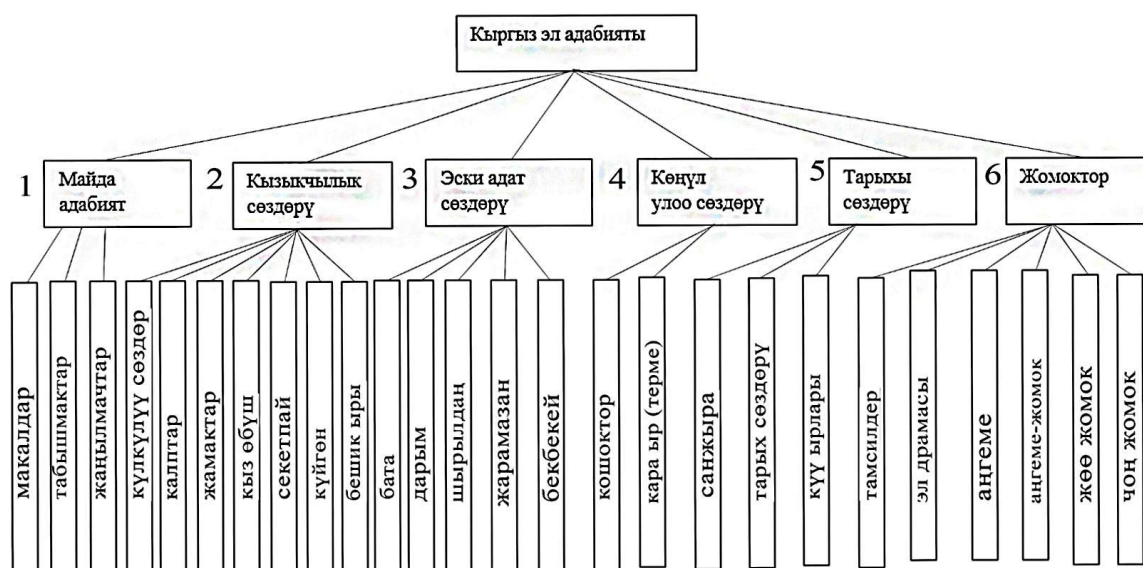 Кыргыз эл адабияты
1
Майда
адабият
2
Кызыкчылык
сөздөрү
3
Эски адат
сөздөрү
4
Көңүл
улоо сөздөрү
5
Тарыхы
сөздөрү
6
Жомоктор
макалдар
табышмактар
жаңылмачтар
күлкүлүү сөздөр
калптар
жамактар
кыз өбүш
секетпай
күйгөн
бешик ыры
бата
дарым
шырылдаң
жарамазан
бекбекей
кошоктор
кара ыр (терме)
санжыра
тарых сөздөрү
күү ырлары
тамсилдер
эл драмасы
аңгеме
аңгеме-жомок
жөө жомок
чоң жомок